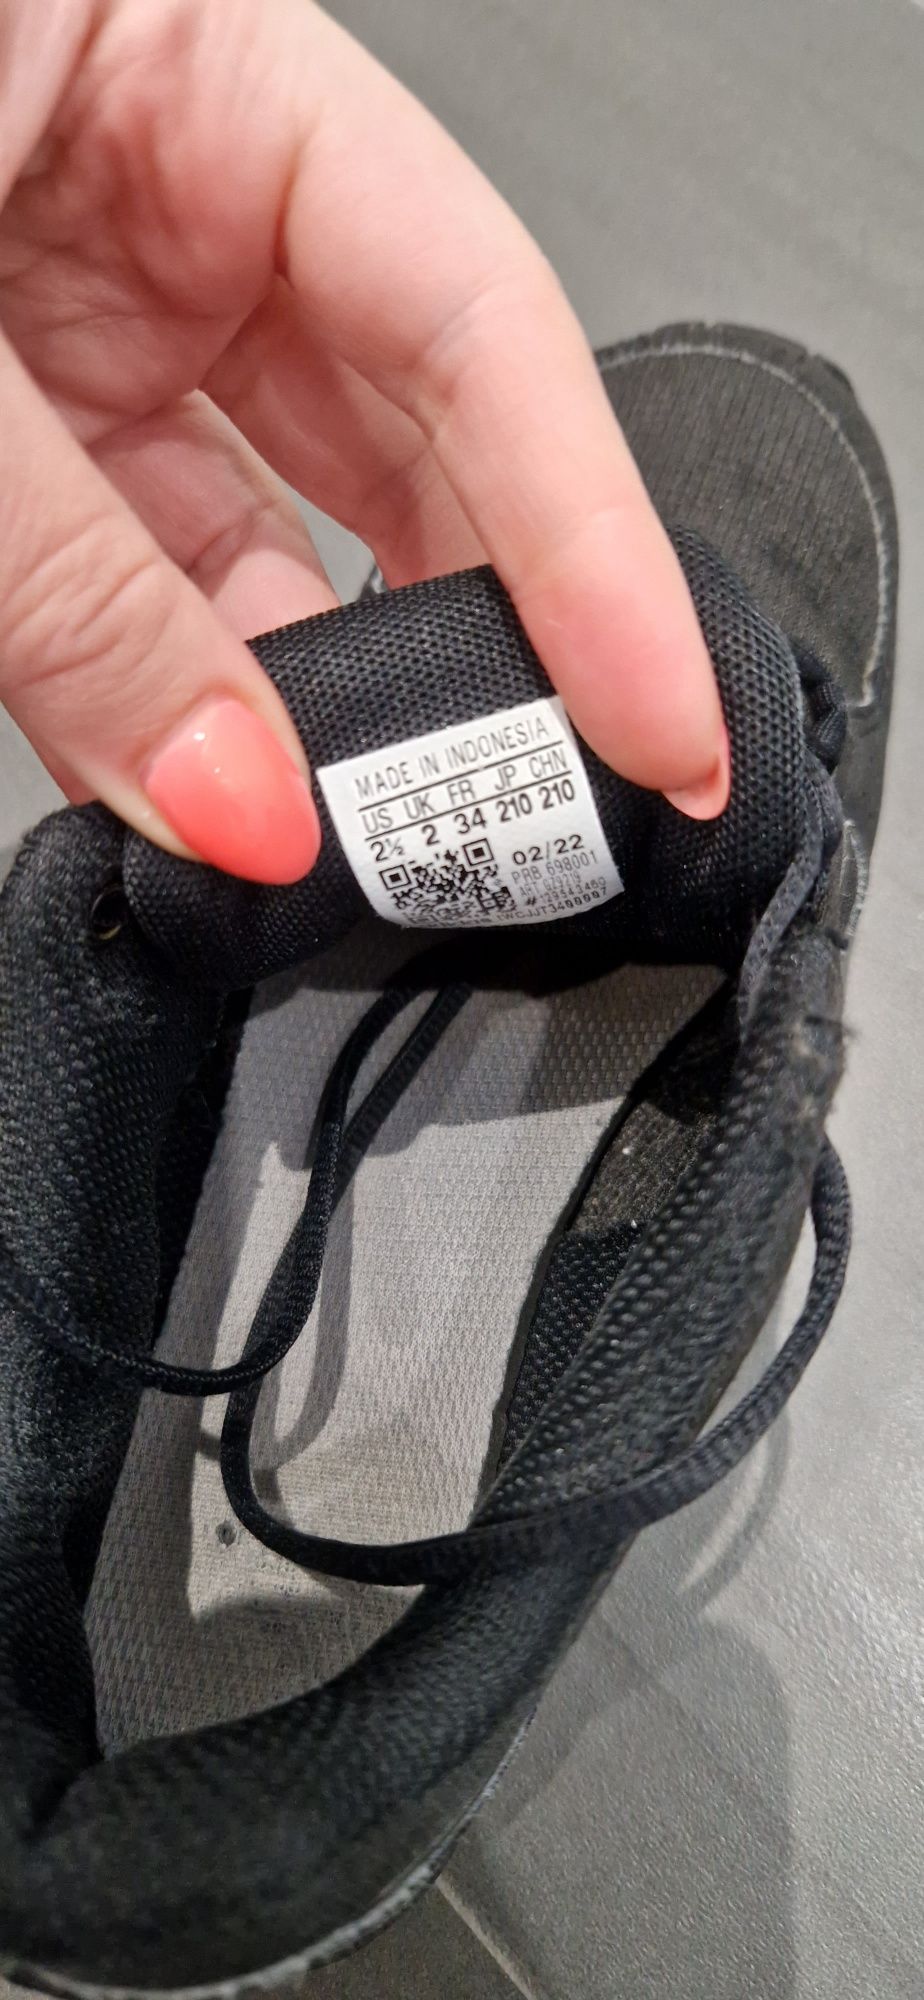 MADE IN INDONESIA
US UK FR JP CHN
2½ 2 34 210 210
02/22
PRB 698001